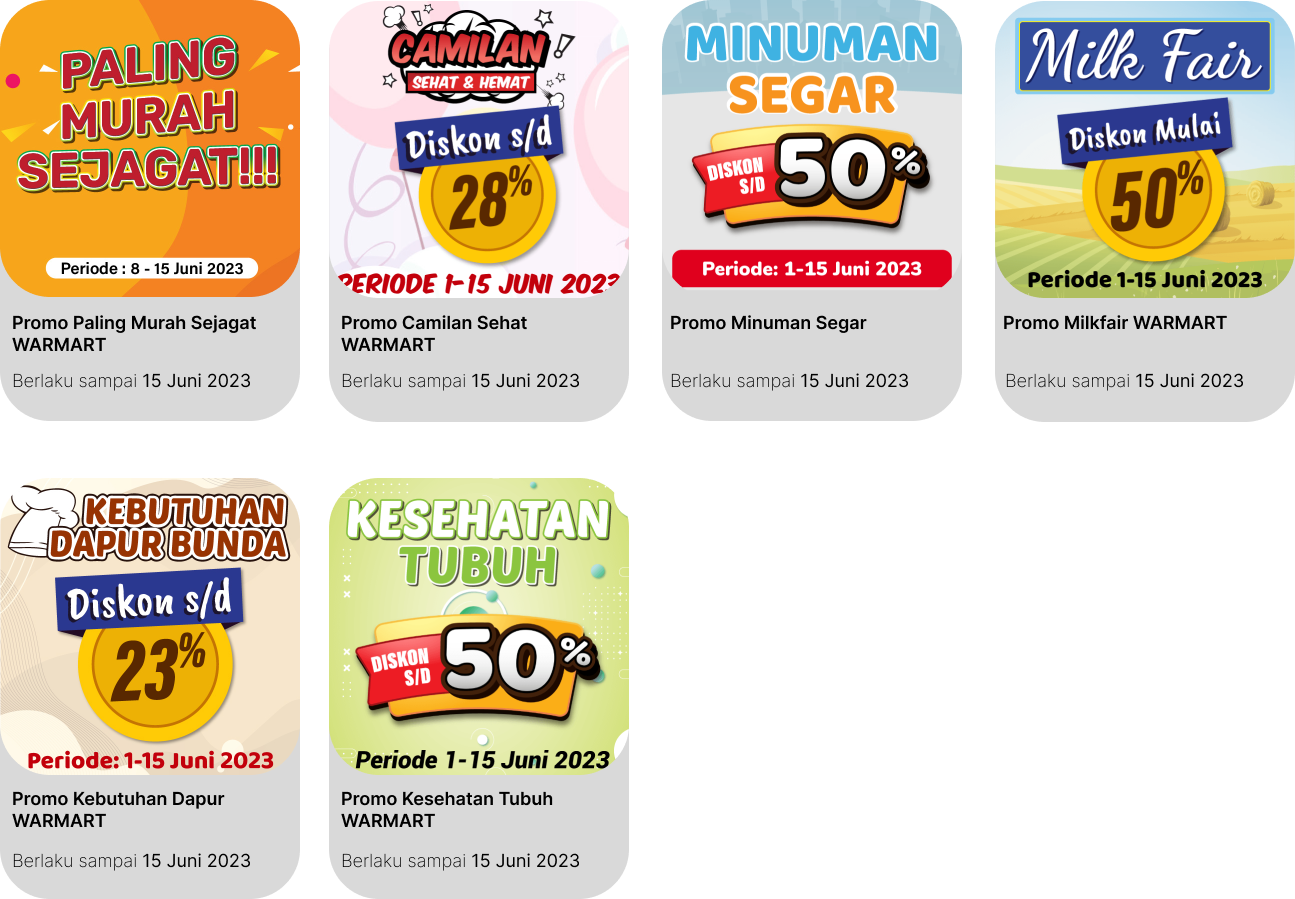 PALING
MURAH
SEJAGAT!!!
Periode : 8 - 15 Juni 2023
Promo Paling Murah Sejagat
WARMART
Berlaku sampai 15 Juni 2023
CAMILAN
SEHAT & HEMAT
Diskon s/d
28%
PERIODE 1-15 JUNI 2023
Promo Camilan Sehat
WARMART
Berlaku sampai 15 Juni 2023
MINUMAN
SEGAR
DISKON
S/D
50%
Periode: 1-15 Juni 2023
Promo Minuman Segar
Berlaku sampai 15 Juni 2023
Milk Fair
Diskon Mulai
50%
Periode 1-15 Juni 2023
Promo Milkfair WARMART
Berlaku sampai 15 Juni 2023
KEBUTUHAN
DAPUR BUNDA
Diskon s/d
23%
Periode: 1-15 Juni 2023
Promo Kebutuhan Dapur
WARMART
Berlaku sampai 15 Juni 2023
KESEHATAN
TUBUH
DISKON
S/D
50%
Periode 1-15 Juni 2023
Promo Kesehatan Tubuh
WARMART
Berlaku sampai 15 Juni 2023